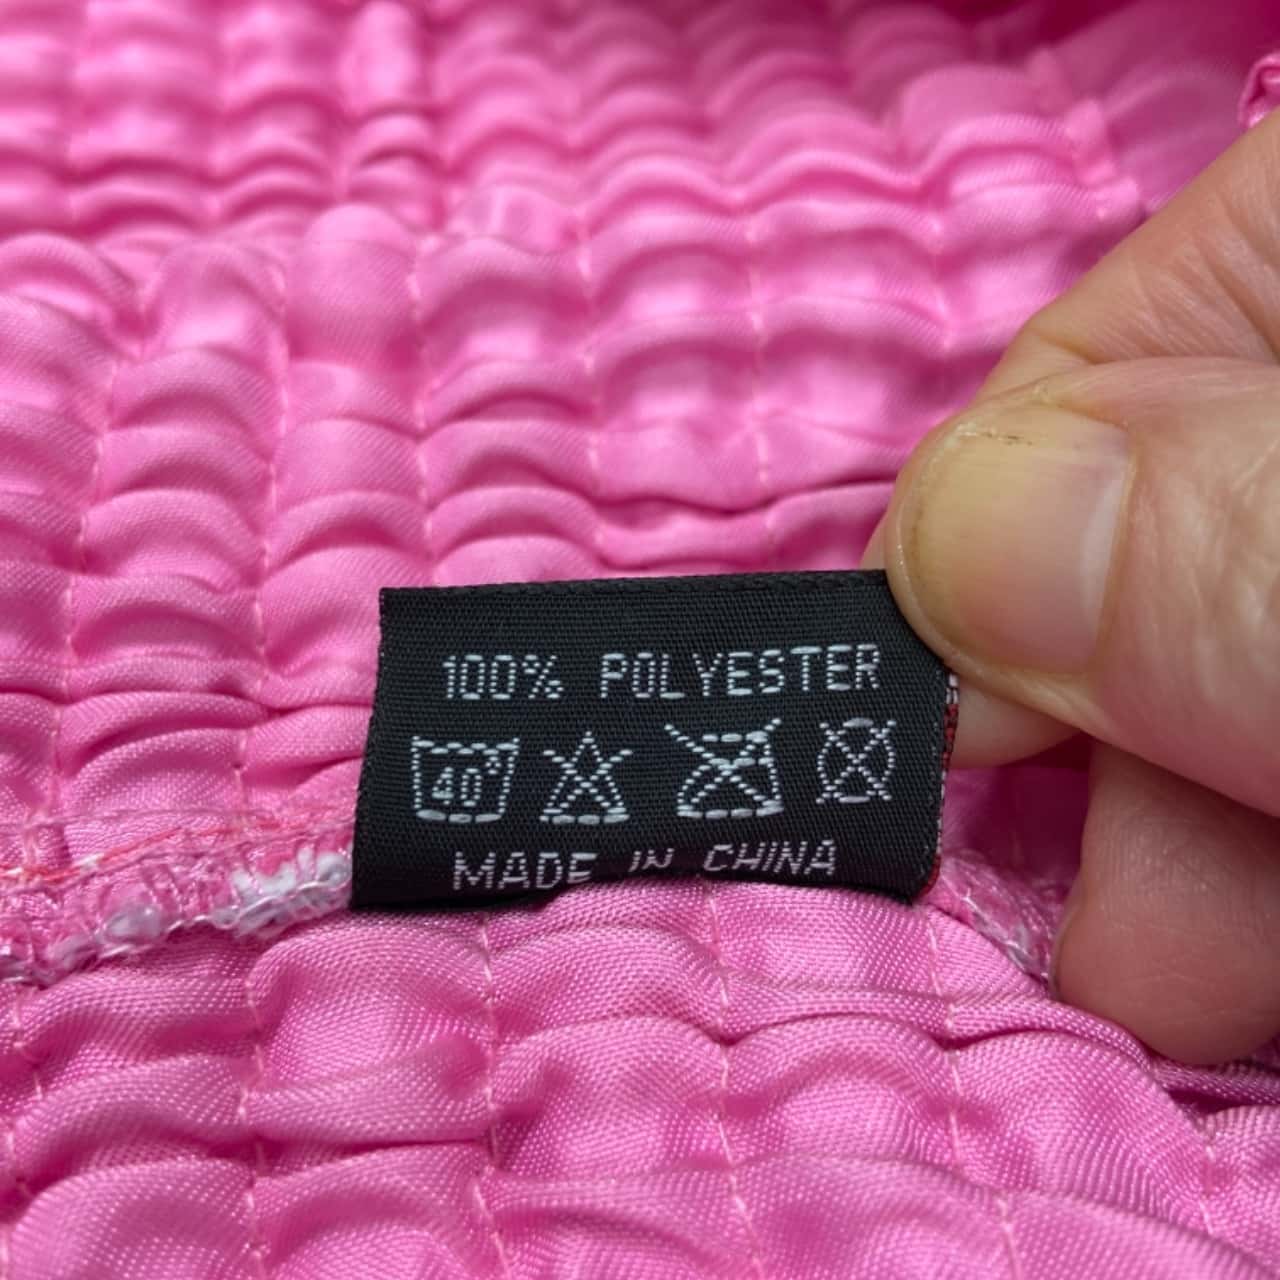 100% POLYESTER
40°
MADE IN CHINA